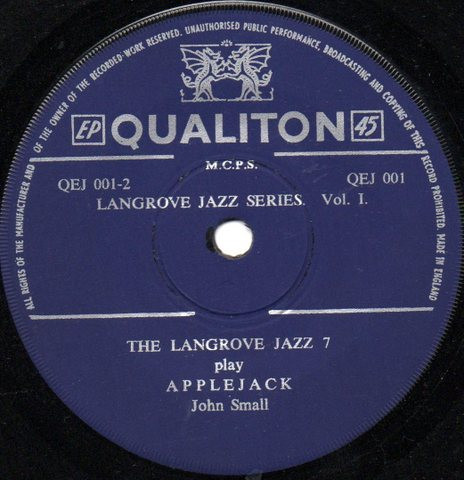 ALL RIGHTS OF THE MANUFACTURER AND OF THE OWNER OF THE RECORDED WORK RESERVED. UNAUTHORISED PUBLIC PERFORMANCE, BROADCASTING AND COPYING OF THIS RECORD PROHIBITED. MADE IN ENGLAND
EP QUALITON 45
M.C.P.S.
QEJ 001-2 QEJ 001
LANGROVE JAZZ SERIES. Vol. I.
THE LANGROVE JAZZ 7
play
APPLEJACK
John Small